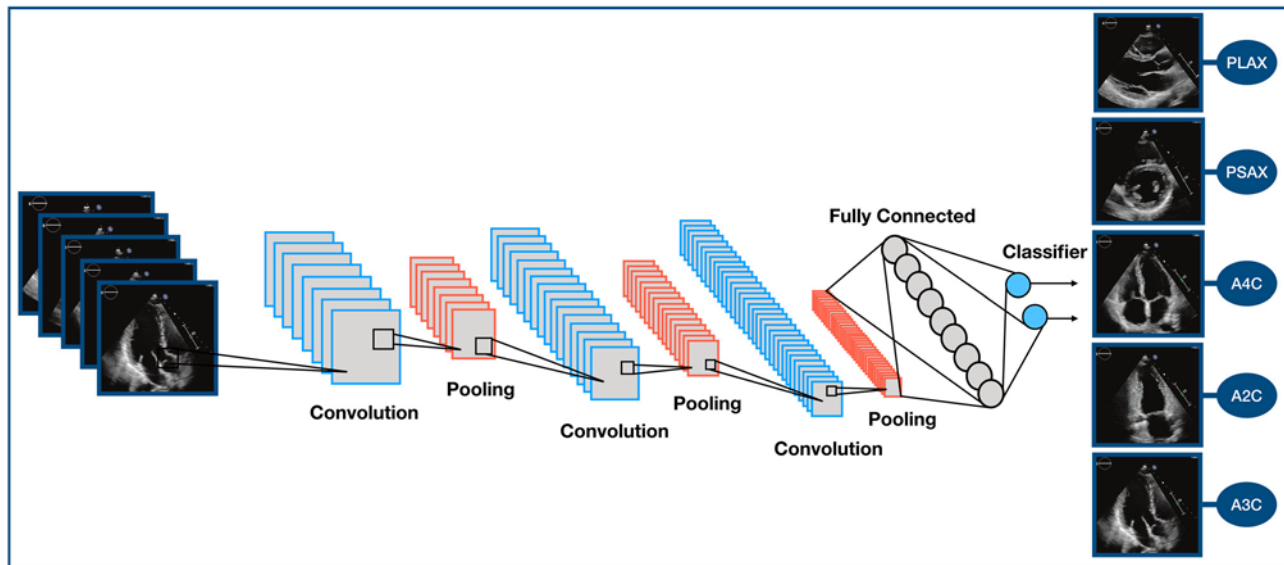 PLAX
PSAX
Fully Connected
Classifier
A4C
Pooling
Convolution
Pooling
Convolution
Pooling
Convolution
A2C
A3C